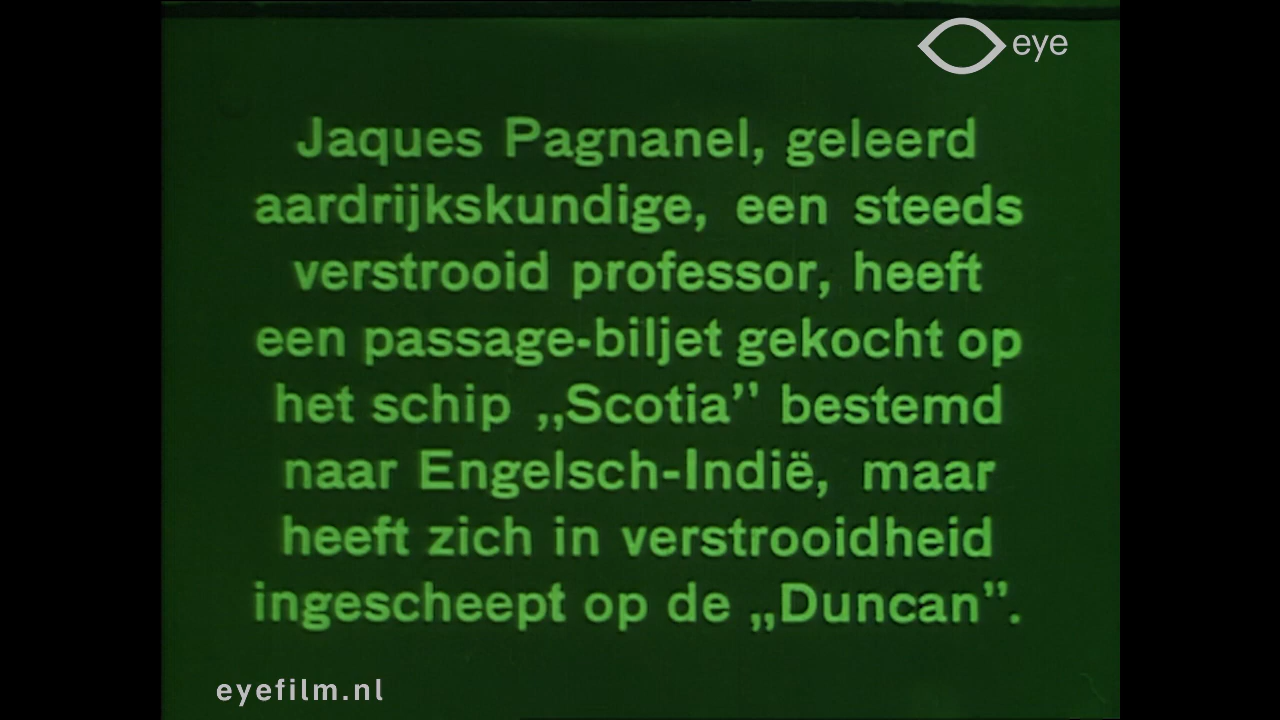 eye
Jaques Pagnanel, geleerd
aardrijkskundige, een steeds
verstrooid professor, heeft
een passage-biljet gekocht op
het schip ,,Scotia’’ bestemd
naar Engelsch-Indië, maar
heeft zich in verstrooidheid
ingescheept op de „Duncan”.
eyefilm.nl